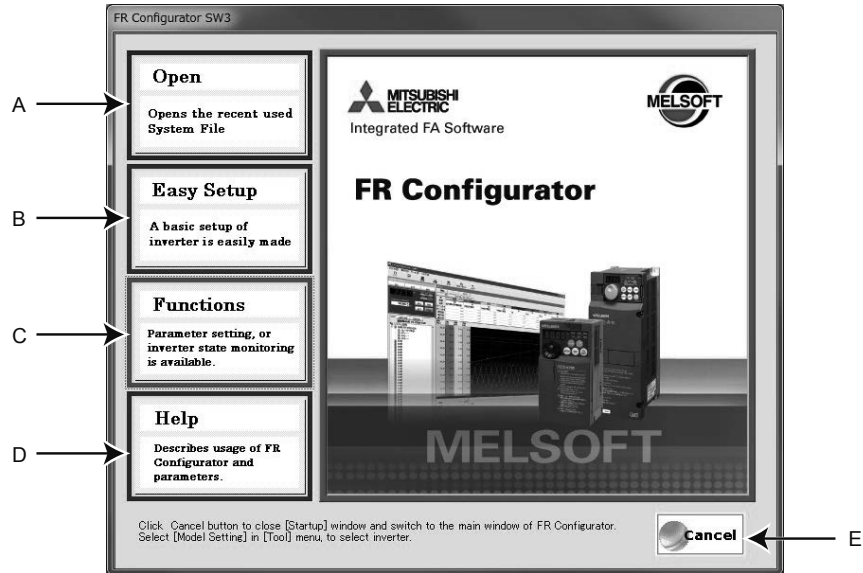 FR Configurator SW3
A
Open
Opens the recent used
System File
B
Easy Setup
A basic setup of
inverter is easily made
C
Functions
Parameter setting, or
inverter state monitoring
is available.
D
Help
Describes usage of FR
Configurator and
parameters.
MITSUBISHI
ELECTRIC
Integrated FA Software
MELSOFT
FR Configurator
MELSOFT
Click Cancel button to close [Startup] window and switch to the main window of FR Configurator.
Select [Model Setting] in [Tool] menu, to select inverter.
Cancel
E